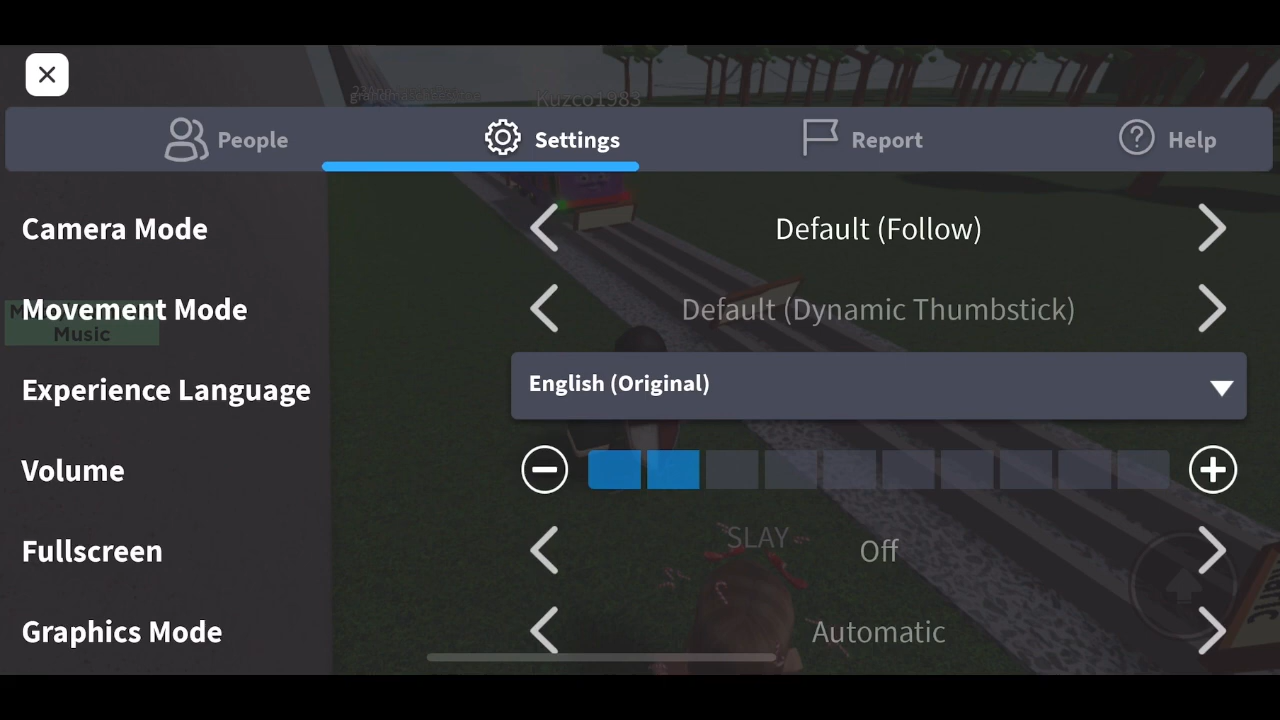 Kuzco1983
People Settings Report Help
Camera Mode Default (Follow)
Movement Mode Default (Dynamic Thumbstick)
Music
Experience Language English (Original)
Volume
SLAY
Fullscreen Off
Graphics Mode Automatic